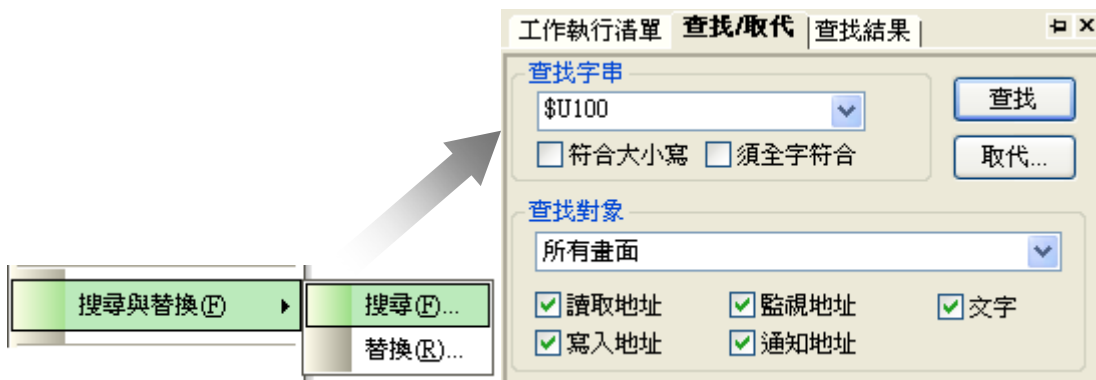 工作執行清單 查找/取代 查找結果
查找字串
$U100
查找
符合大小寫 須全字符合
取代...
查找對象
所有畫面
讀取地址 監視地址 文字
寫入地址 通知地址
搜尋與替換(F)
搜尋(F)...
替換(R)...